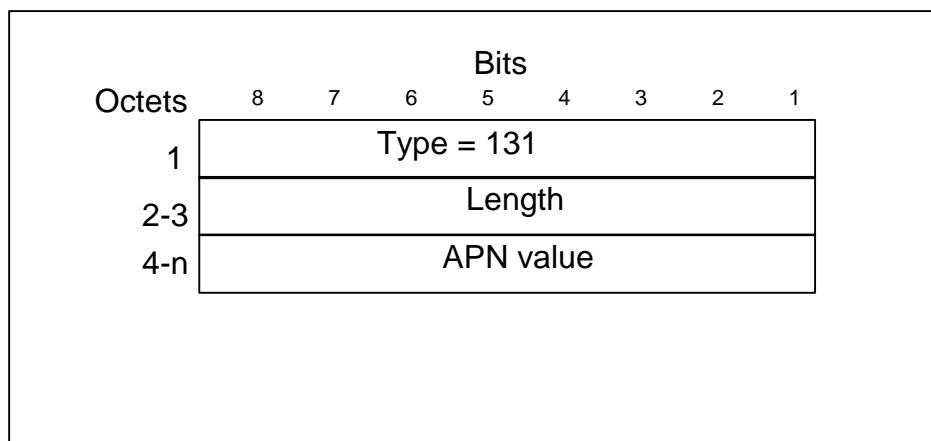 Bits
Octets 8 7 6 5 4 3 2 1
1 Type = 131
2-3 Length
4-n APN value